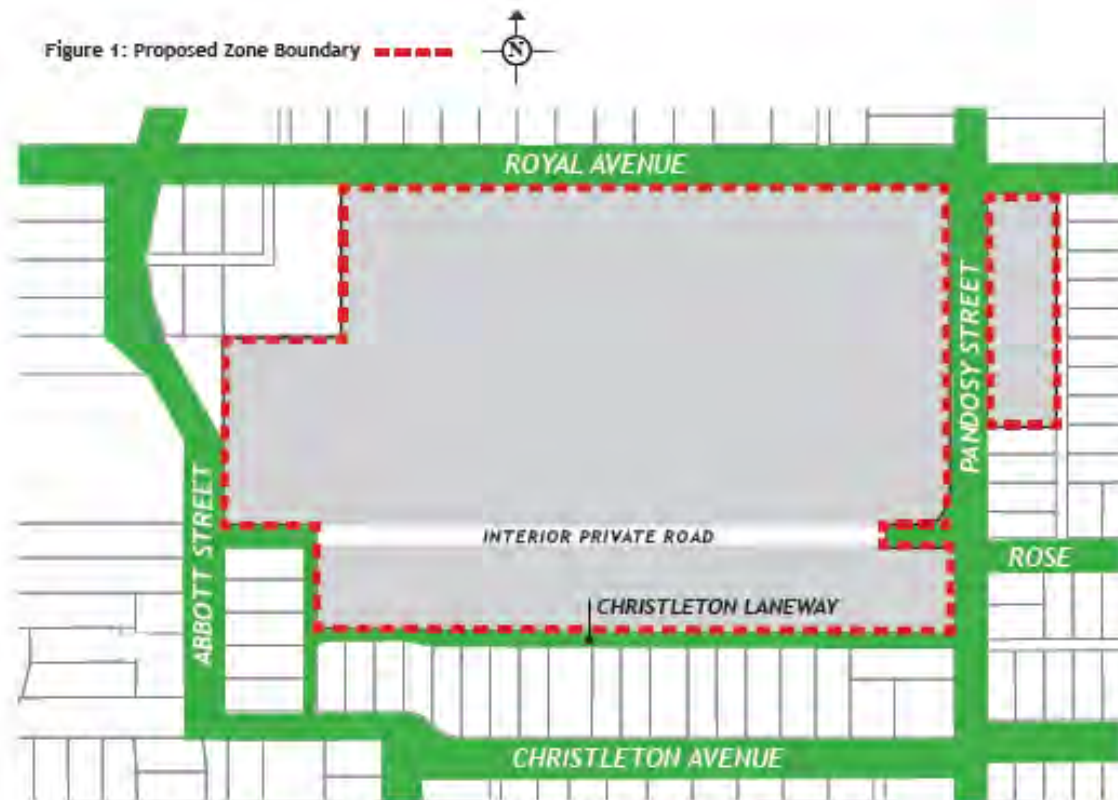 Figure 1: Proposed Zone Boundary
N
ROYAL AVENUE
PANDOSY STREET
INTERIOR PRIVATE ROAD
ROSE
CHRISTLETON LANEWAY
ABBOTT STREET
CHRISTLETON AVENUE